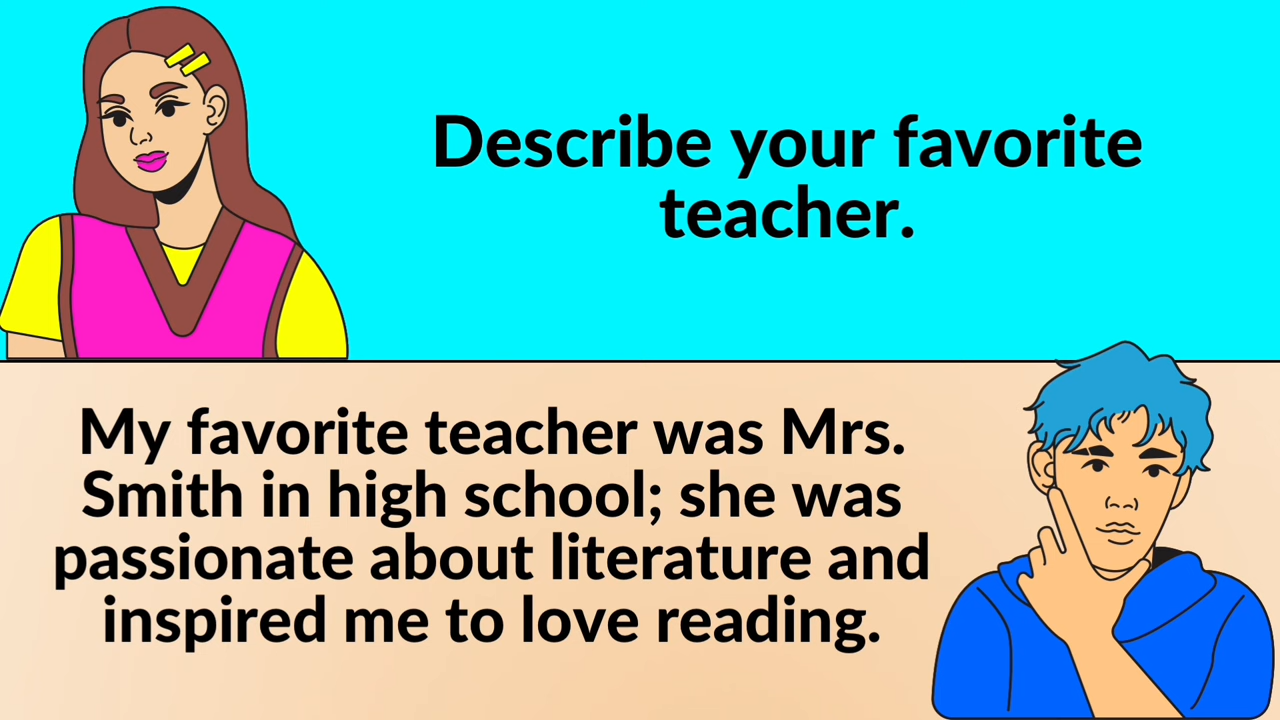 Describe your favorite
teacher.
My favorite teacher was Mrs.
Smith in high school; she was
passionate about literature and
inspired me to love reading.